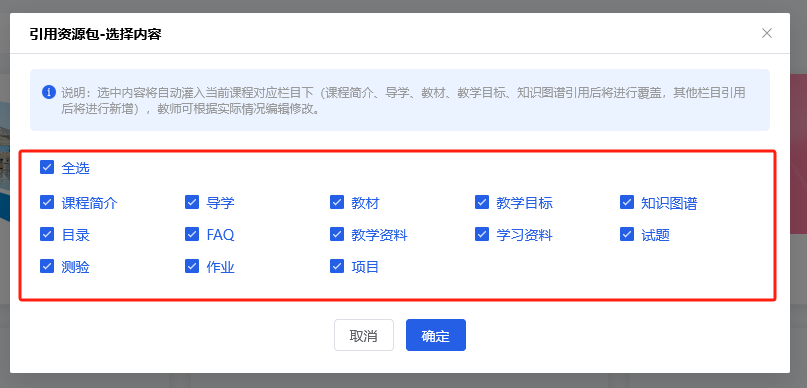 引用资源包-选择内容
说明：选中内容将自动灌入当前课程对应栏目下（课程简介、导学、教材、教学目标、知识图谱引用后将进行覆盖，其他栏目引用
后将进行新增），教师可根据实际情况编辑修改。
全选
课程简介 导学 教材 教学目标 知识图谱
目录 FAQ 教学资料 学习资料 试题
测验 作业 项目
取消 确定